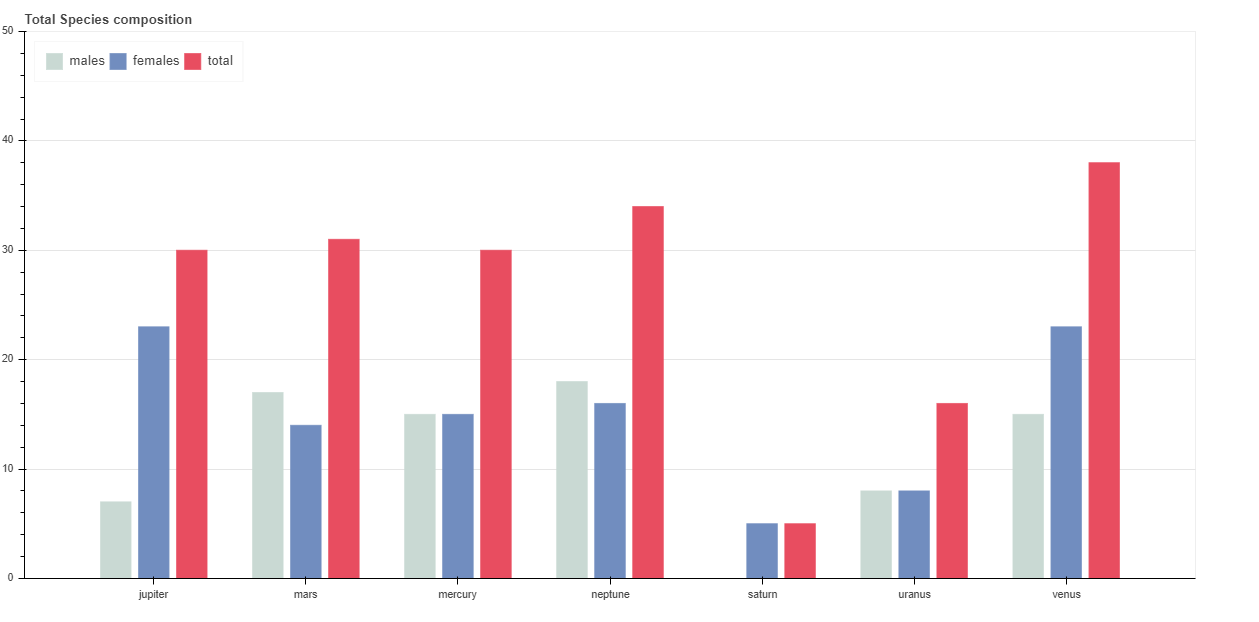 Total Species composition
50
males females total
40
30
20
10
0
jupiter mars mercury neptune saturn uranus venus